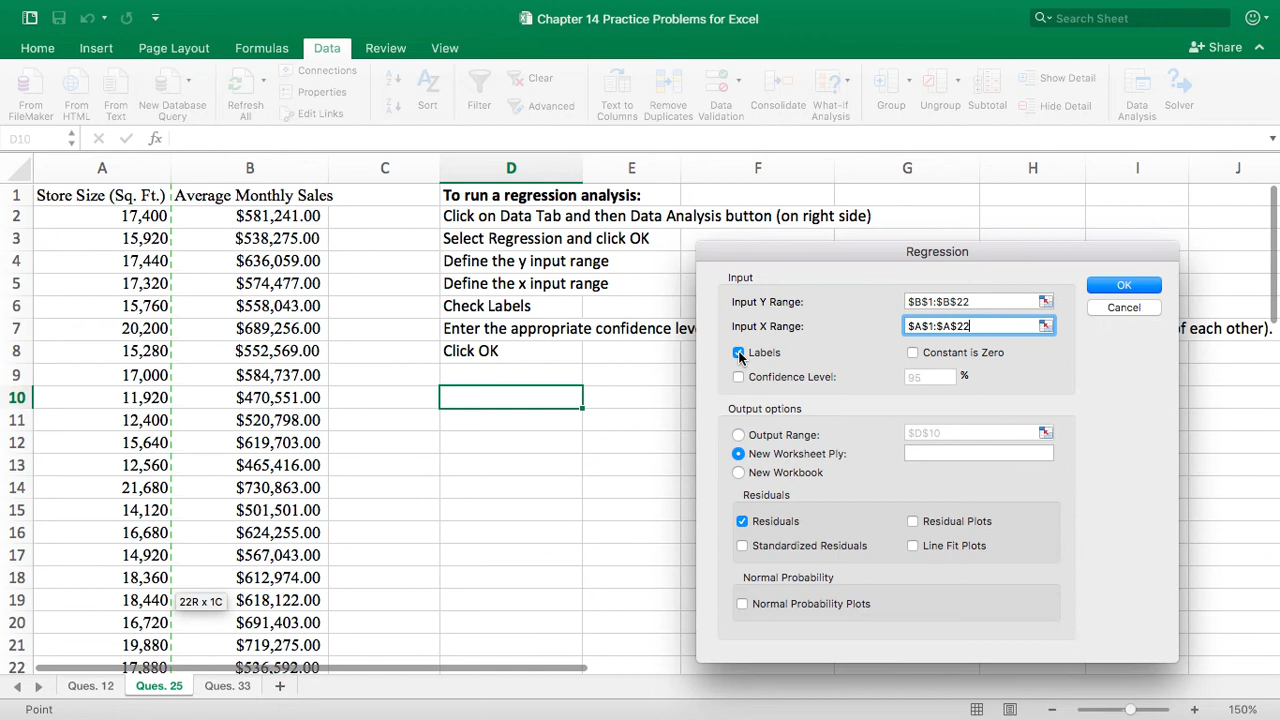 Chapter 14 Practice Problems for Excel
Search Sheet
Home Insert Page Layout Formulas Data Review View
Share
From FileMaker
From HTML
From Text
New Database Query
Refresh All
Connections
Properties
Edit Links
Sort
Filter
Clear
Advanced
Text to Columns
Remove Duplicates
Data Validation
Consolidate
What-if Analysis
Group
Ungroup
Subtotal
Show Detail
Hide Detail
Data Analysis
Solver
D10 fx
A B C D E F G H I J
1 Store Size (Sq. Ft.) Average Monthly Sales To run a regression analysis:
2 17,400 $581,241.00 Click on Data Tab and then Data Analysis button (on right side)
3 15,920 $538,275.00 Select Regression and click OK
4 17,440 $636,059.00 Define the y input range
5 17,320 $574,477.00 Define the x input range
6 15,760 $558,043.00 Check Labels
7 20,200 $689,256.00 Enter the appropriate confidence leve of each other).
8 15,280 $552,569.00 Click OK
9 17,000 $584,737.00
10 11,920 $470,551.00
11 12,400 $520,798.00
12 15,640 $619,703.00
13 12,560 $465,416.00
14 21,680 $730,863.00
15 14,120 $501,501.00
16 16,680 $624,255.00
17 14,920 $567,043.00
18 18,360 $612,974.00
19 18,440 $618,122.00
20 16,720 $691,403.00
21 19,880 $719,275.00
22 17,880 $536,592.00
22R x 1C
Regression
Input
Input Y Range: $B$1:$B$22
Input X Range: $A$1:$A$22
Labels Constant is Zero
Confidence Level: 95 %
OK
Cancel
Output options
Output Range: $D$10
New Worksheet Ply:
New Workbook
Residuals
Residuals Residual Plots
Standardized Residuals Line Fit Plots
Normal Probability
Normal Probability Plots
Ques. 12 Ques. 25 Ques. 33
Point 150%